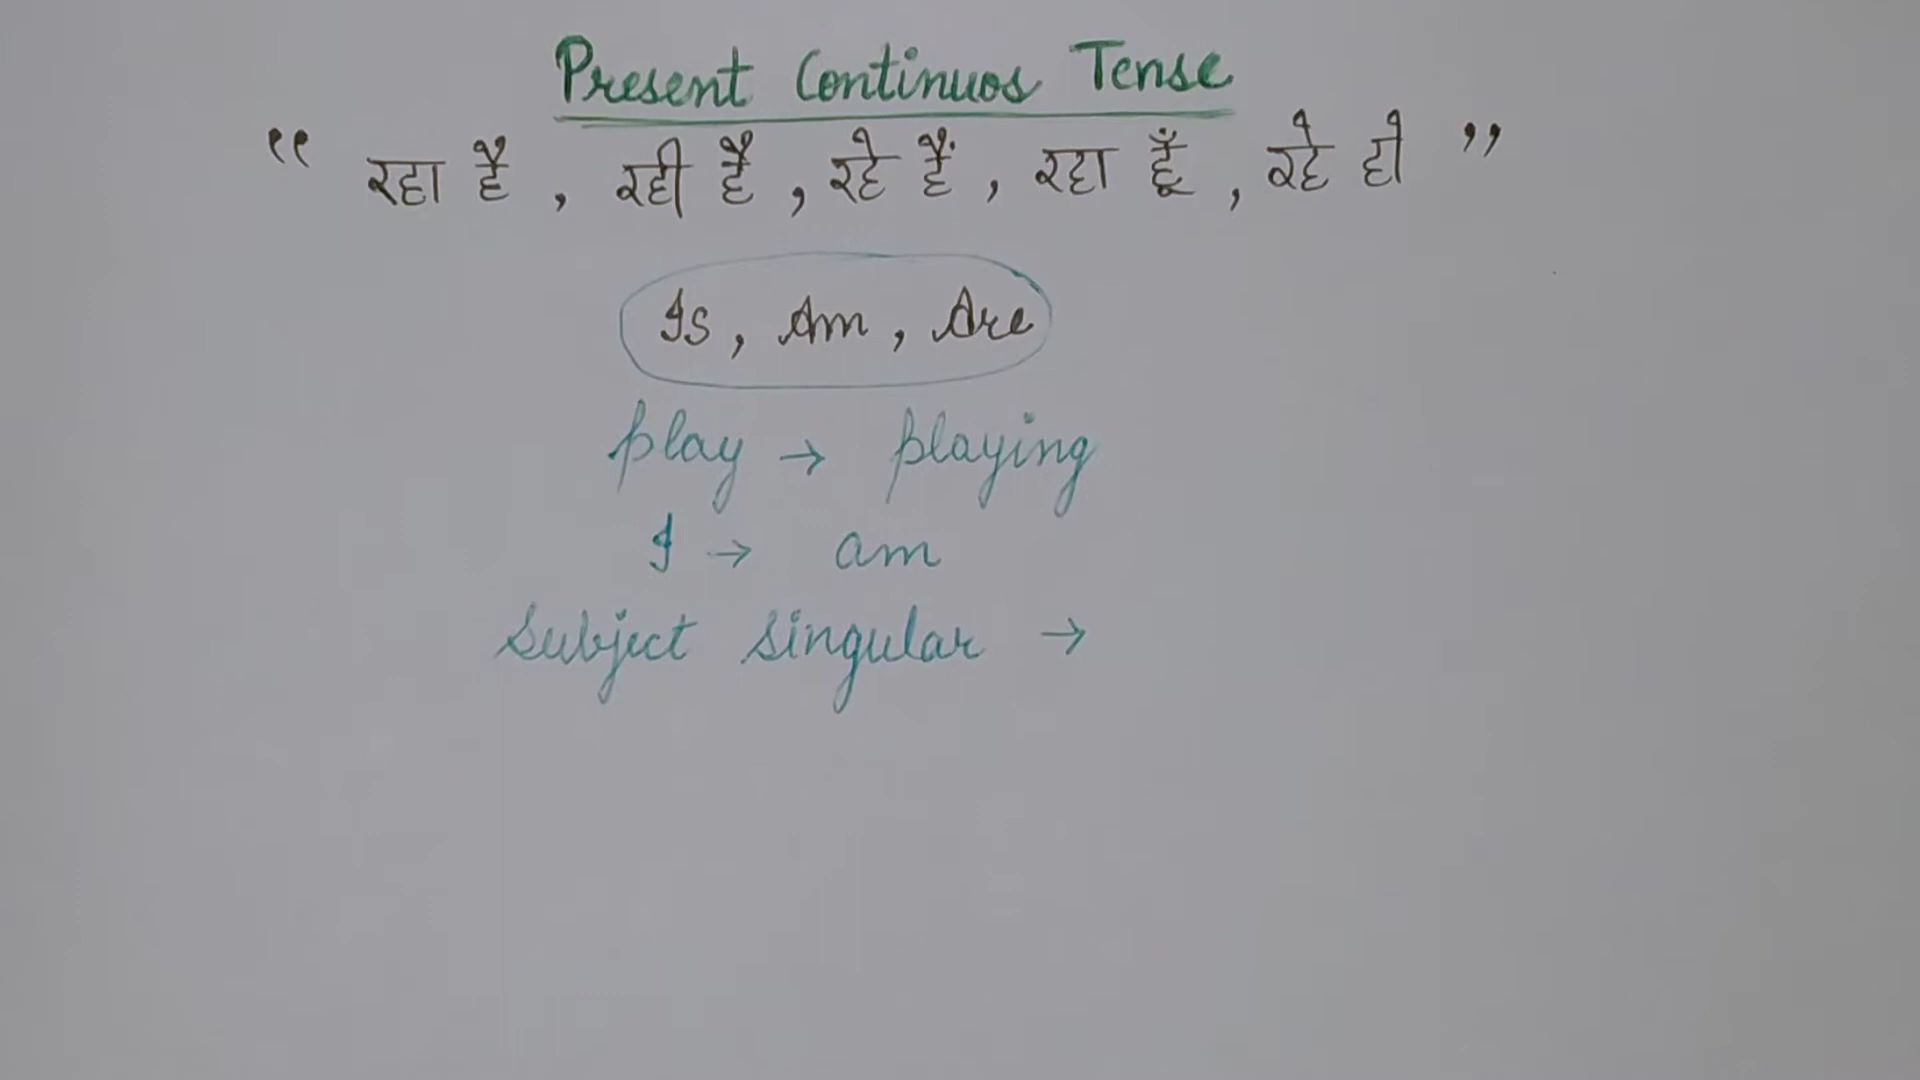 Present Continuos Tense
“ रहा है , रही है , रहे हैं , रहा हूँ , रहे हो ”
Is , Am , Are
play → playing
I → am
Subject singular →